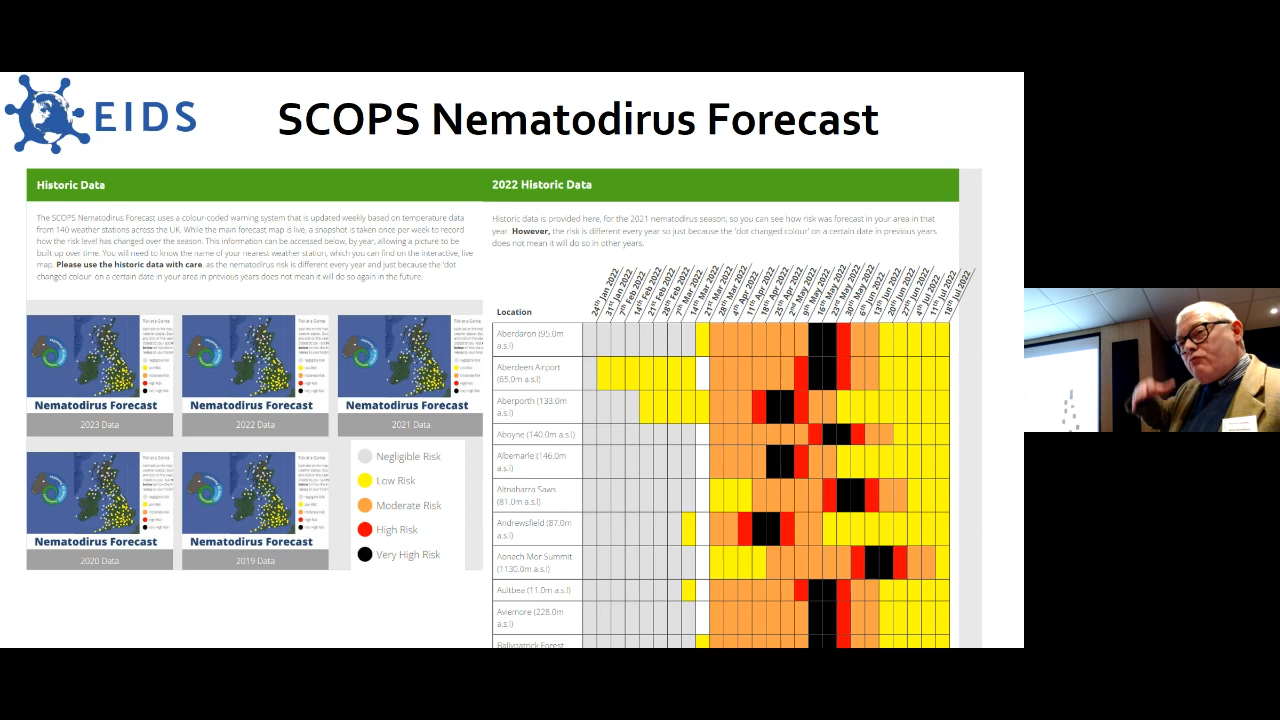 EIDS
SCOPS Nematodirus Forecast
Historic Data
The SCOPS Nematodirus Forecast uses a colour-coded warning system that is updated weekly based on temperature data
from 140 weather stations across the UK. While the main forecast map is live, a snapshot is taken once per week to record
how the risk level has changed over the season. This information can be accessed below, by year, allowing a picture to be
built up over time. You will need to know the name of your nearest weather station, which you can find on the interactive, live
map. Please use the historic data with care, as the nematodirus risk is different every year and just because the 'dot
changed colour' on a certain date in your area in previous years does not mean it will do so again in the future.
Nematodirus Forecast
2023 Data
Nematodirus Forecast
2022 Data
Nematodirus Forecast
2021 Data
Nematodirus Forecast
2020 Data
Nematodirus Forecast
2019 Data
Negligible Risk
Low Risk
Moderate Risk
High Risk
Very High Risk
2022 Historic Data
Historic data is provided here, for the 2021 nematodirus season, so you can see how risk was forecast in your area in that
year. However, the risk is different every year so just because the 'dot changed colour' on a certain date in previous years
does not mean it will do so in other years.
Location
24th Jan 2022
31st Jan 2022
7th Feb 2022
14th Feb 2022
21st Feb 2022
28th Feb 2022
7th Mar 2022
14th Mar 2022
21st Mar 2022
28th Mar 2022
4th Apr 2022
11th Apr 2022
18th Apr 2022
25th Apr 2022
2nd May 2022
9th May 2022
16th May 2022
23rd May 2022
30th May 2022
6th Jun 2022
13th Jun 2022
20th Jun 2022
27th Jun 2022
4th Jul 2022
11th Jul 2022
18th Jul 2022
Aberdaron (95.0m
a.s.l)
Aberdeen Airport
(65.0m a.s.l)
Aberporth (133.0m
a.s.l)
Aboyne (140.0m a.s.l)
Albemarle (146.0m
a.s.l)
Altnaharra Saws
(81.0m a.s.l)
Andrewsfield (87.0m
a.s.l)
Aonach Mor Summit
(1130.0m a.s.l)
Aultbea (11.0m a.s.l)
Aviemore (228.0m
a.s.l)
Ballypatrick Forest